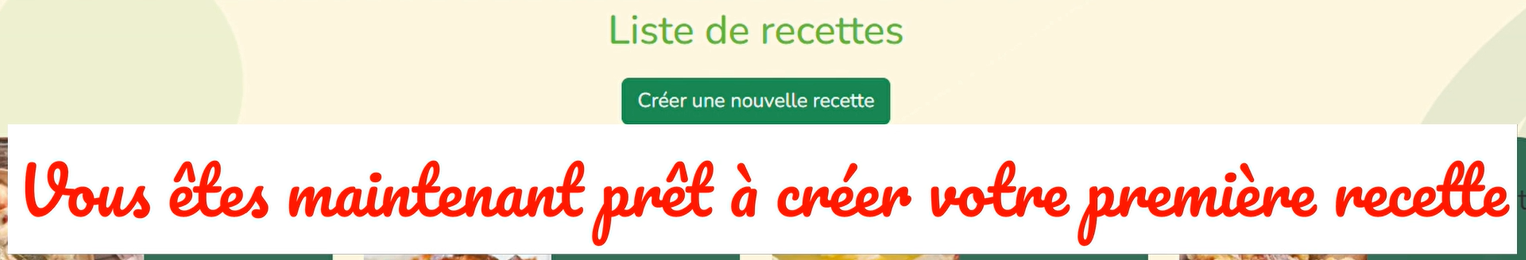 Liste de recettes
Créer une nouvelle recette
Vous êtes maintenant prêt à créer votre première recette